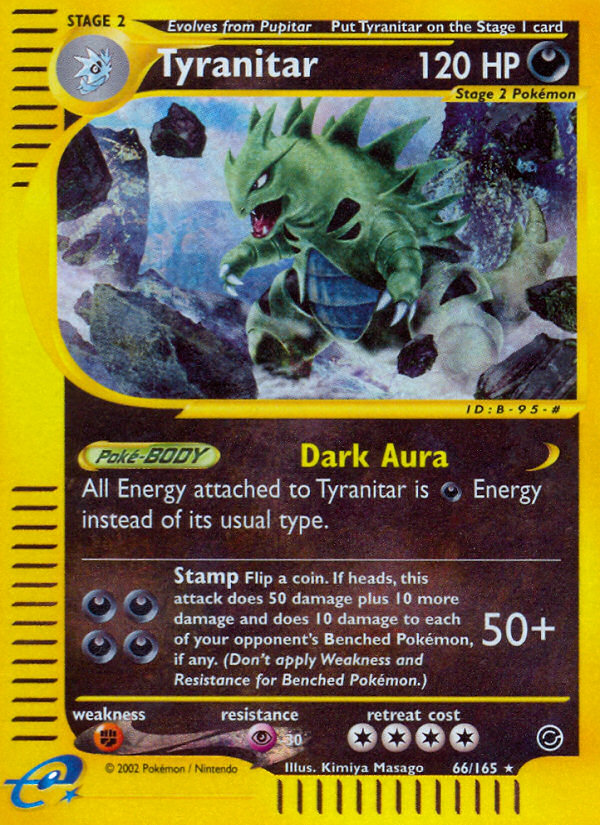 STAGE 2 Evolves from Pupitar Put Tyranitar on the Stage 1 card
Tyranitar 120 HP
Stage 2 Pokémon
ID:B-95-#
Poké-BODY Dark Aura
All Energy attached to Tyranitar is Energy
instead of its usual type.
Stamp Flip a coin. If heads, this
attack does 50 damage plus 10 more
damage and does 10 damage to each
of your opponent's Benched Pokémon,
if any. (Don't apply Weakness and
Resistance for Benched Pokémon.)
50+
weakness resistance retreat cost
-30
© 2002 Pokémon / Nintendo Illus. Kimiya Masago 66/165 ★
e